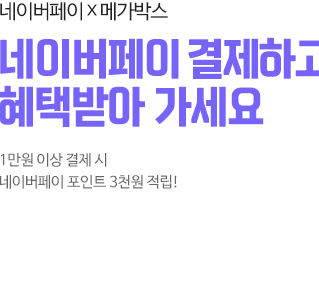 네이버페이 X 메가박스
네이버페이 결제하고
혜택받아 가세요
1만원 이상 결제 시
네이버페이 포인트 3천원 적립!